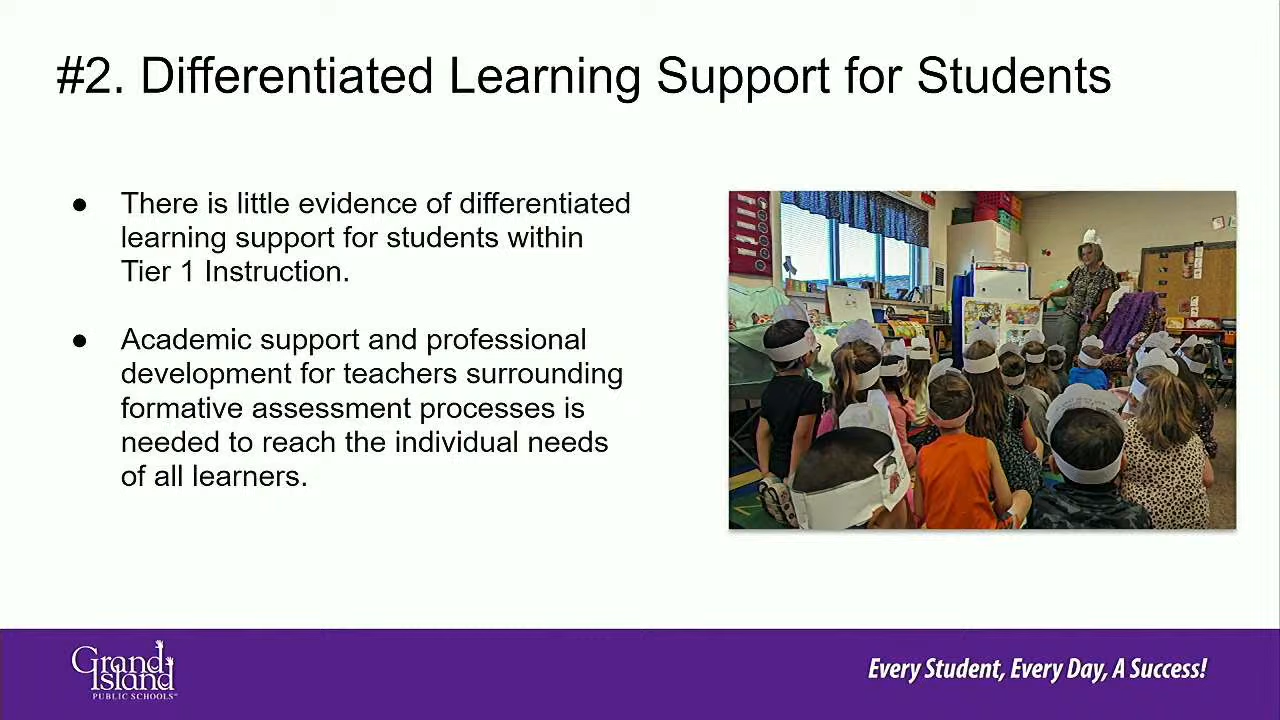 #2. Differentiated Learning Support for Students
● There is little evidence of differentiated
learning support for students within
Tier 1 Instruction.
● Academic support and professional
development for teachers surrounding
formative assessment processes is
needed to reach the individual needs
of all learners.
Grand
Island
PUBLIC SCHOOLS
Every Student, Every Day, A Success!